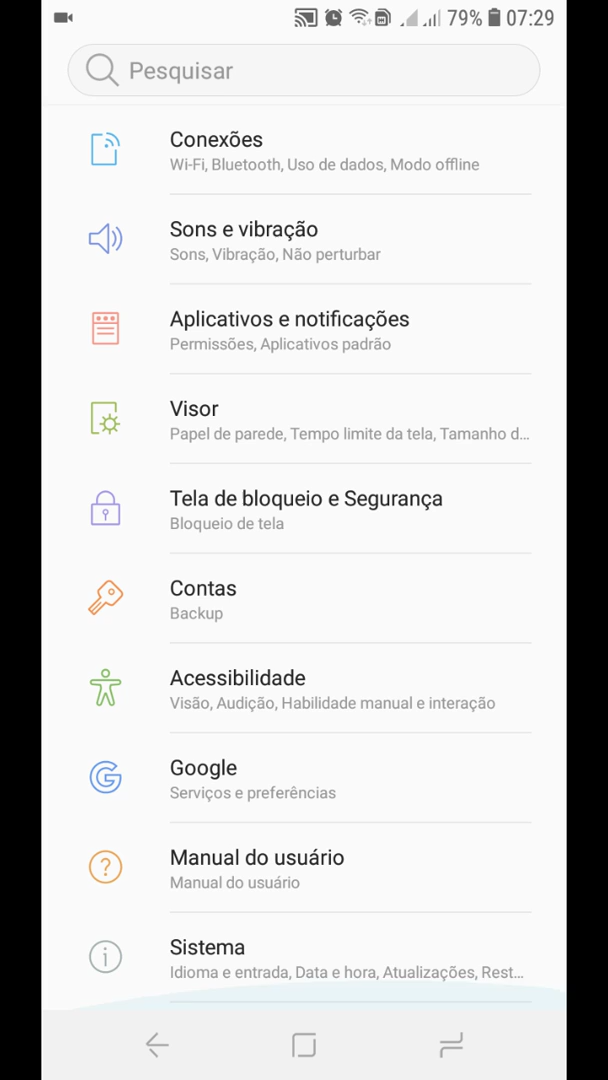 79% 07:29
Pesquisar
Conexões
Wi-Fi, Bluetooth, Uso de dados, Modo offline
Sons e vibração
Sons, Vibração, Não perturbar
Aplicativos e notificações
Permissões, Aplicativos padrão
Visor
Papel de parede, Tempo limite da tela, Tamanho d...
Tela de bloqueio e Segurança
Bloqueio de tela
Contas
Backup
Acessibilidade
Visão, Audição, Habilidade manual e interação
Google
Serviços e preferências
Manual do usuário
Manual do usuário
Sistema
Idioma e entrada, Data e hora, Atualizações, Rest...